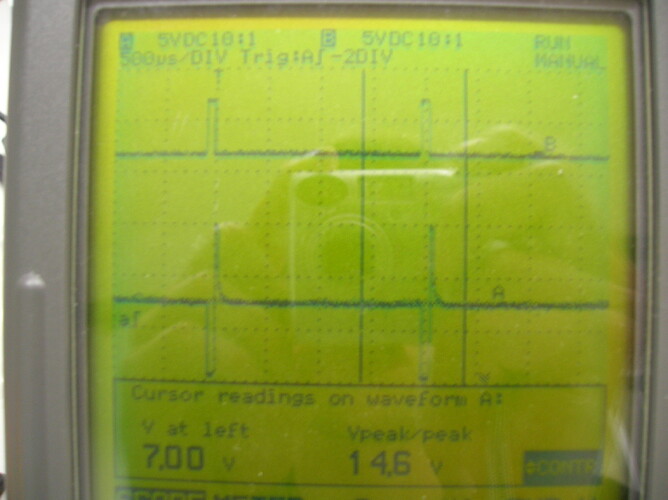 A 5VDC10:1 B 5VDC10:1 RUN
500µs/DIV Trig:A∫-2DIV MANUAL
B
A
Cursor readings on waveform A:
V at left Vpeak/peak
7.00 V 14.6 V